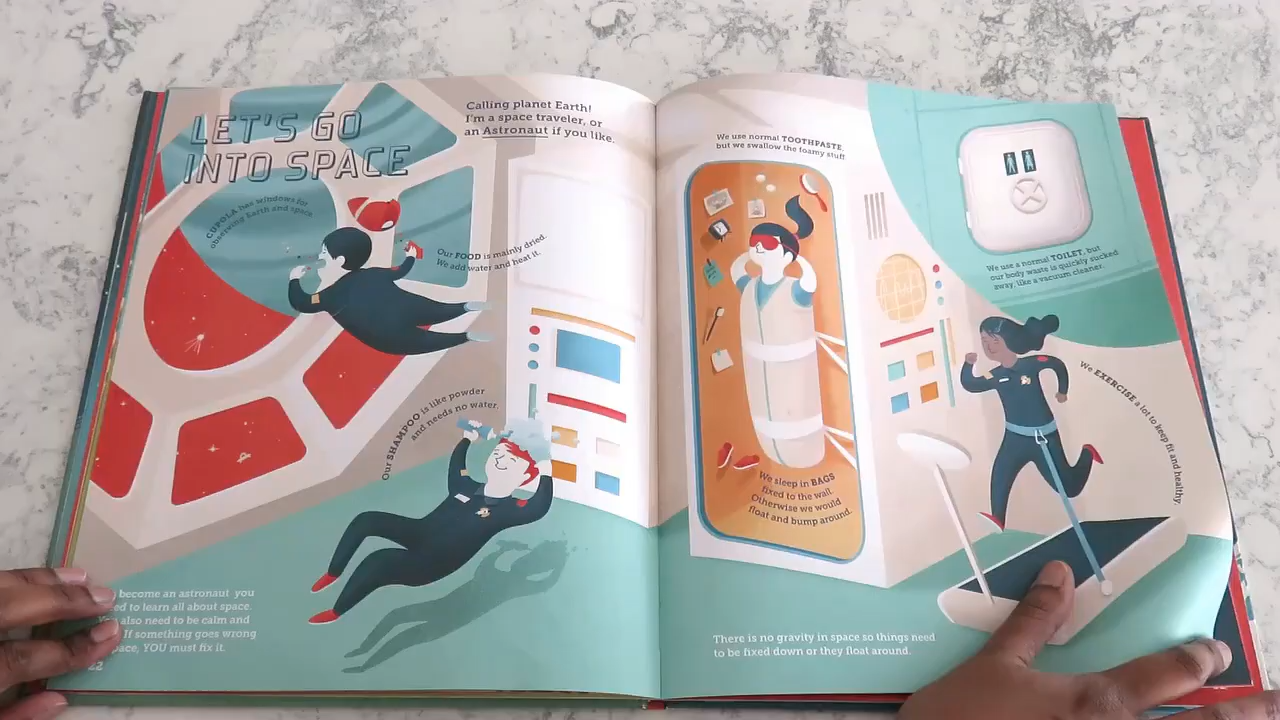 LET'S GO
INTO SPACE
Calling planet Earth!
I'm a space traveler, or
an Astronaut if you like.
CUPOLA has windows for
observing Earth and space.
Our FOOD is mainly dried.
We add water and heat it.
Our SHAMPOO is like powder
and needs no water.
become an astronaut you
to learn all about space.
also need to be calm and
If something goes wrong
YOU must fix it.
22
We use normal TOOTHPASTE,
but we swallow the foamy stuff
We use a normal TOILET, but
our body waste is quickly sucked
away, like a vacuum cleaner.
We EXERCISE a lot to keep fit and healthy.
We sleep in BAGS
fixed to the wall.
Otherwise we would
float and bump around.
There is no gravity in space so things need
to be fixed down or they float around.